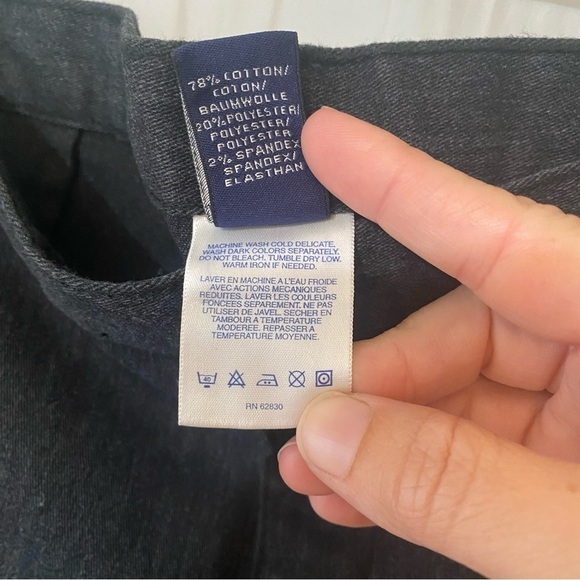 78% COTTON/
COTON/
BAUMWOLLE
20% POLYESTER/
POLYESTER/
POLYESTER
2% SPANDEX/
SPANDEX/
ELASTHAN
MACHINE WASH COLD DELICATE,
WASH DARK COLORS SEPARATELY.
DO NOT BLEACH. TUMBLE DRY LOW.
WARM IRON IF NEEDED.
LAVER EN MACHINE A L'EAU FROIDE
AVEC ACTIONS MECANIQUES
REDUITES. LAVER LES COULEURS
FONCEES SEPAREMENT. NE PAS
UTILISER DE JAVEL. SECHER EN
TAMBOUR A TEMPERATURE
MODEREE. REPASSER A
TEMPERATURE MOYENNE.
40
RN 62830